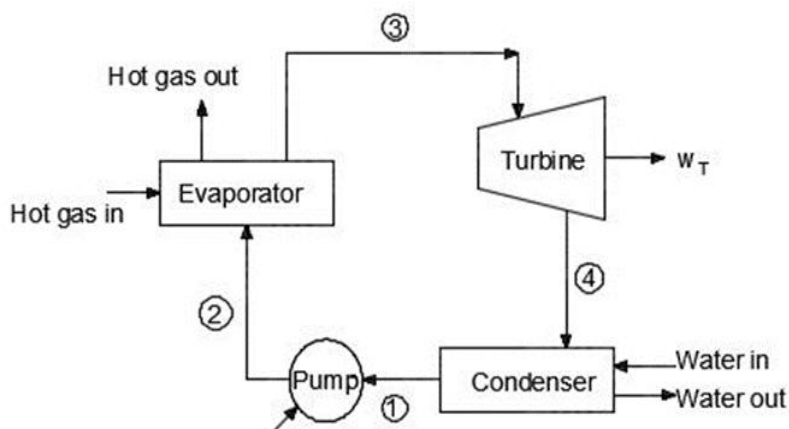 ③
Hot gas out
Turbine
W T
Evaporator
Hot gas in
④
②
Water in
Pump
Condenser
Water out
①